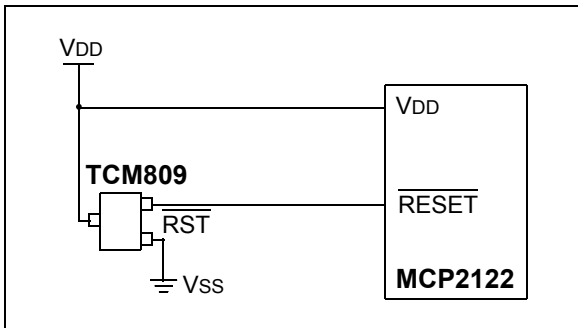 VDD
VDD
TCM809
RST
RESET
VSS
MCP2122